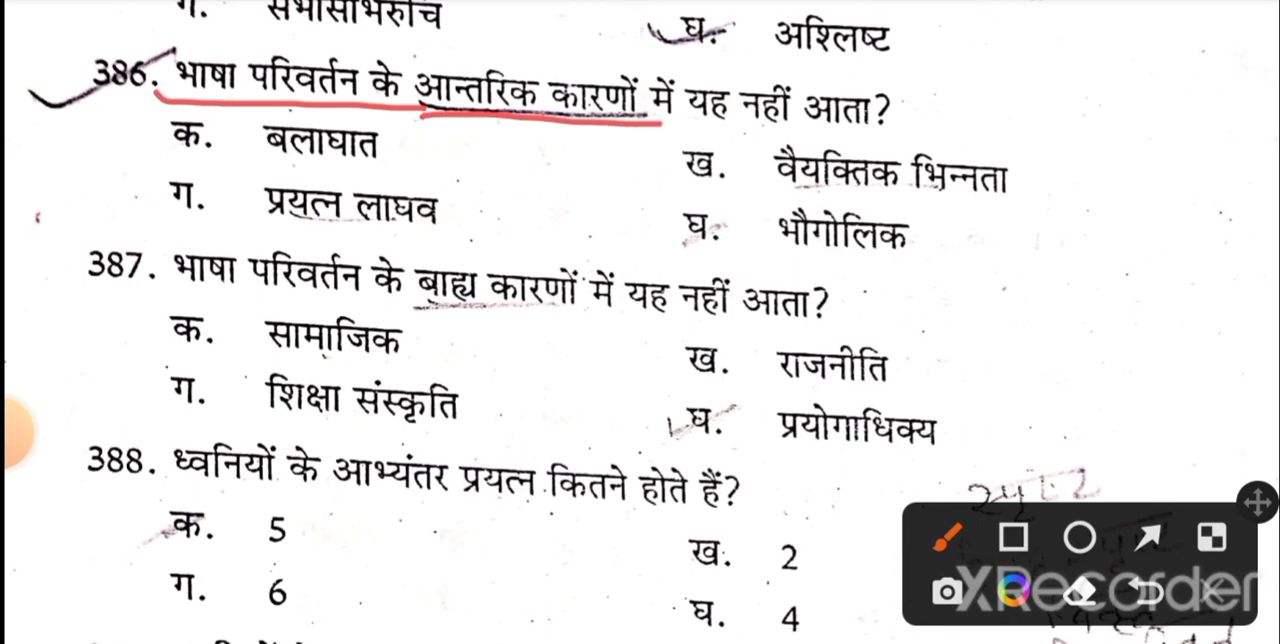 ग. सभासाभिरुचि
घ. अश्लिष्ट
386. भाषा परिवर्तन के आन्तरिक कारणों में यह नहीं आता?
क. बलाघात
ख. वैयक्तिक भिन्नता
ग. प्रयत्न लाघव
घ. भौगोलिक
387. भाषा परिवर्तन के बाह्य कारणों में यह नहीं आता?
क. सामाजिक
ख. राजनीति
ग. शिक्षा संस्कृति
घ. प्रयोगाधिक्य
388. ध्वनियों के आभ्यंतर प्रयत्न कितने होते हैं?
क. 5
ख. 2
ग. 6
घ. 4
XRecorder